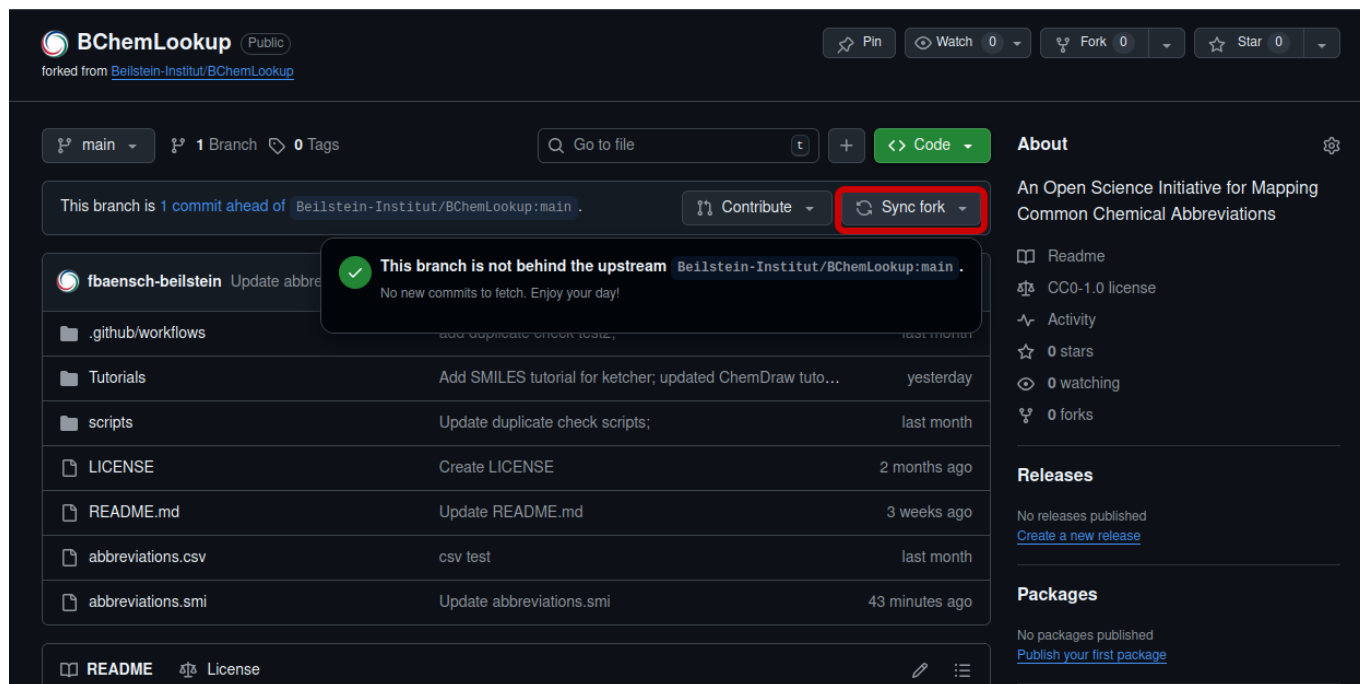 BChemLookup Public
Pin
Watch 0
Fork 0
Star 0
forked from Beilstein-Institut/BChemLookup
main
1 Branch
0 Tags
Go to file
t
Code
This branch is 1 commit ahead of Beilstein-Institut/BChemLookup:main.
Contribute
Sync fork
This branch is not behind the upstream Beilstein-Institut/BChemLookup:main.
No new commits to fetch. Enjoy your day!
fbaensch-beilstein Update abbre
.github/workflows add duplicate check test2; last month
Tutorials Add SMILES tutorial for ketcher; updated ChemDraw tuto... yesterday
scripts Update duplicate check scripts; last month
LICENSE Create LICENSE 2 months ago
README.md Update README.md 3 weeks ago
abbreviations.csv csv test last month
abbreviations.smi Update abbreviations.smi 43 minutes ago
README
License
About
An Open Science Initiative for Mapping
Common Chemical Abbreviations
Readme
CC0-1.0 license
Activity
0 stars
0 watching
0 forks
Releases
No releases published
Create a new release
Packages
No packages published
Publish your first package